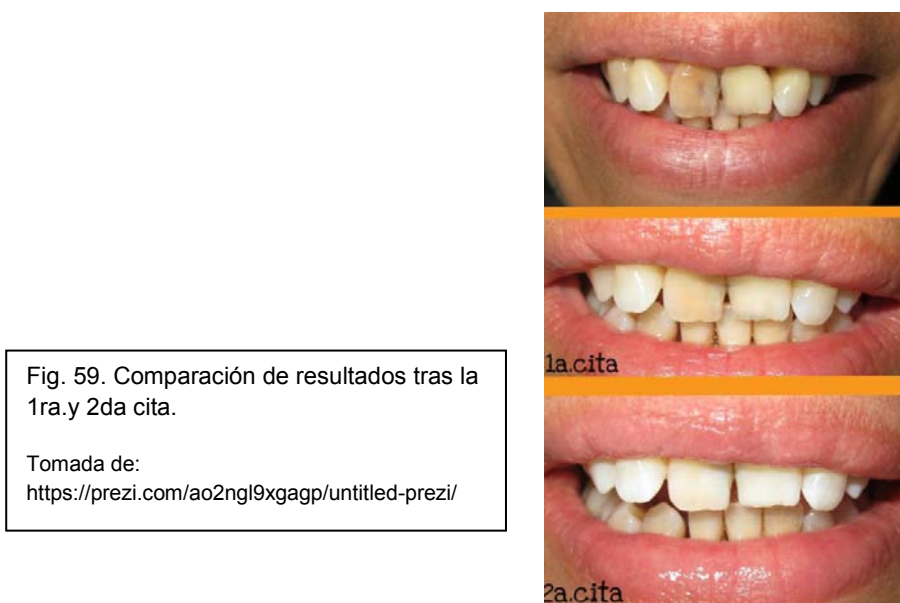 1a.cita
Fig. 59. Comparación de resultados tras la
1ra.y 2da cita.
Tomada de:
https://prezi.com/ao2ngl9xgagp/untitled-prezi/
2a.cita